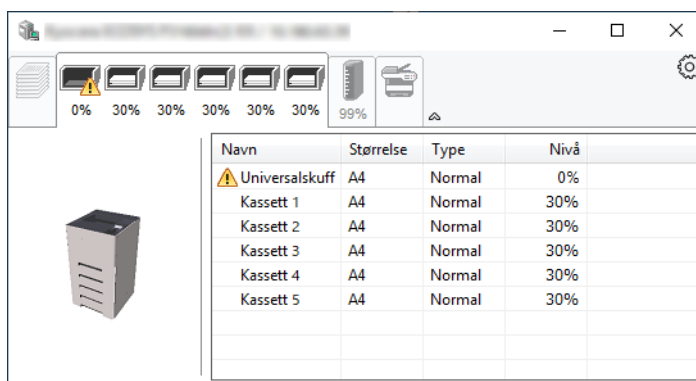 0% 30% 30% 30% 30% 30% 99%
Navn Størrelse Type Nivå
Universalskuff A4 Normal 0%
Kassett 1 A4 Normal 30%
Kassett 2 A4 Normal 30%
Kassett 3 A4 Normal 30%
Kassett 4 A4 Normal 30%
Kassett 5 A4 Normal 30%